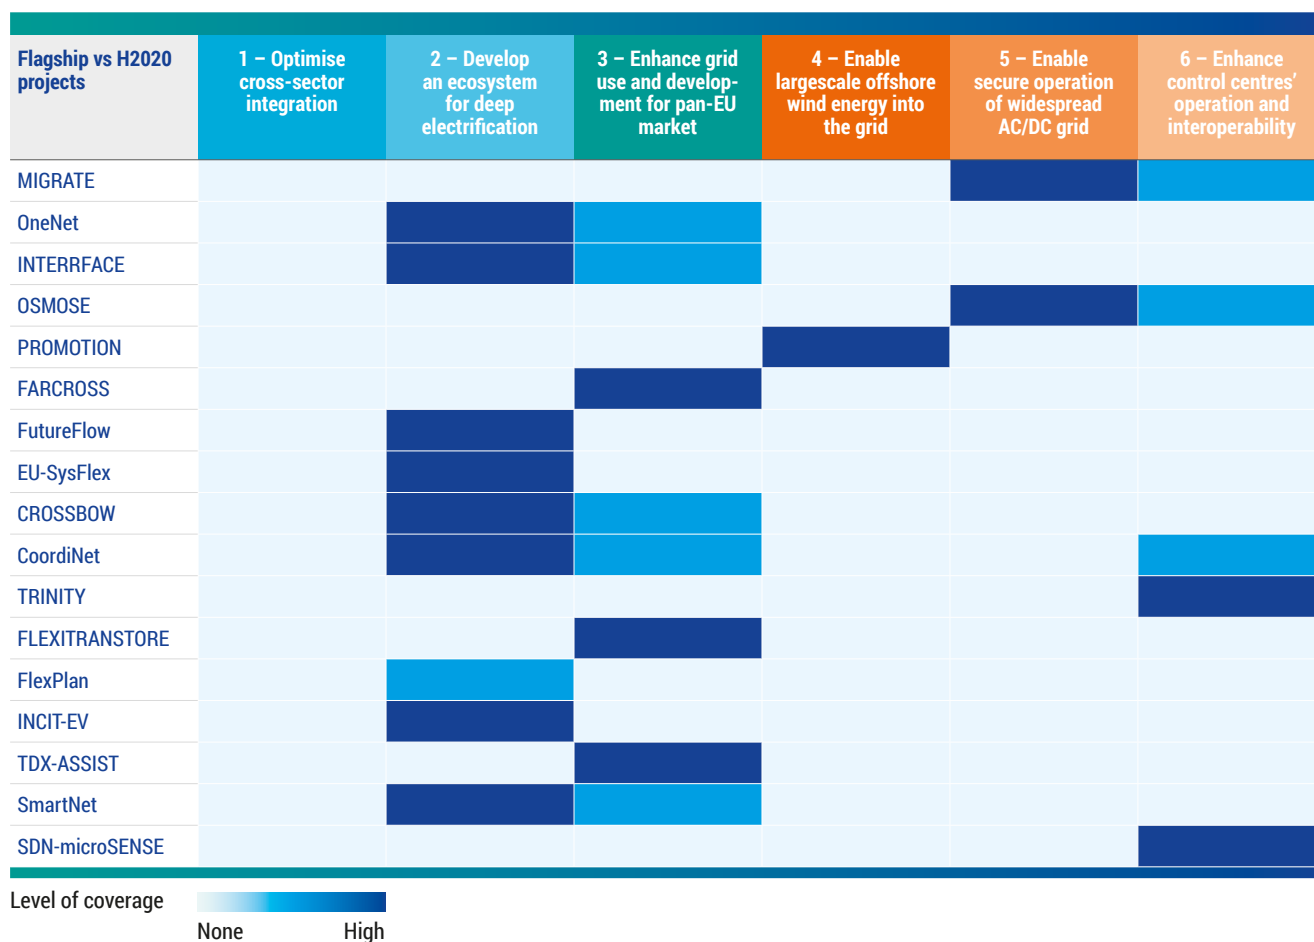 Flagship vs H2020
projects
1 – Optimise
cross-sector
integration
2 – Develop
an ecosystem
for deep
electrification
3 – Enhance grid
use and develop-
ment for pan-EU
market
4 – Enable
largescale offshore
wind energy into
the grid
5 – Enable
secure operation
of widespread
AC/DC grid
6 – Enhance
control centres’
operation and
interoperability
MIGRATE
OneNet
INTERRFACE
OSMOSE
PROMOTION
FARCROSS
FutureFlow
EU-SysFlex
CROSSBOW
CoordiNet
TRINITY
FLEXITRANSTORE
FlexPlan
INCIT-EV
TDX-ASSIST
SmartNet
SDN-microSENSE
Level of coverage
None High